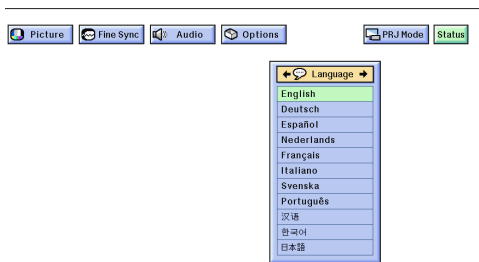 Picture Fine Sync Audio Options PRJ Mode Status
Language
English
Deutsch
Español
Nederlands
Français
Italiano
Svenska
Português
汉语
한국어
日本語